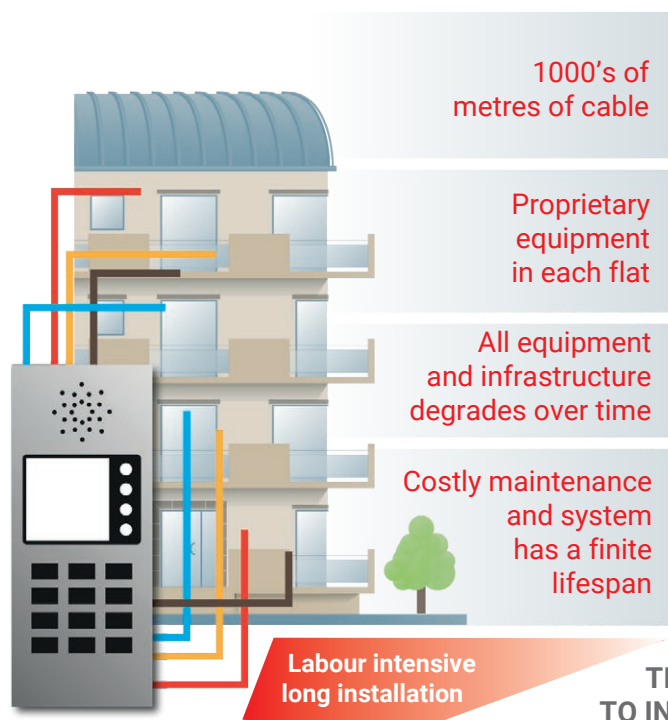 1000's of
metres of cable
Proprietary
equipment
in each flat
All equipment
and infrastructure
degrades over time
Costly maintenance
and system
has a finite
lifespan
Labour intensive
long installation
TO